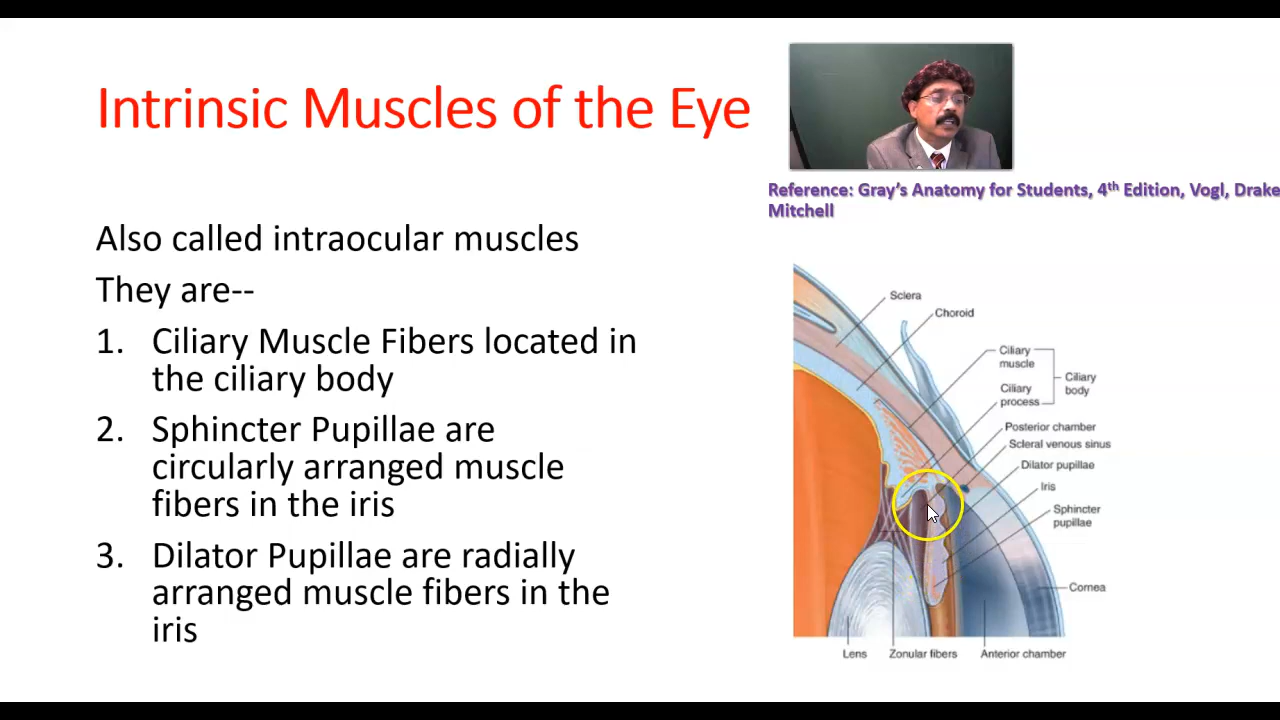 Intrinsic Muscles of the Eye
Reference: Gray's Anatomy for Students, 4th Edition, Vogl, Drake
Mitchell
Also called intraocular muscles
They are--
1. Ciliary Muscle Fibers located in
the ciliary body
2. Sphincter Pupillae are
circularly arranged muscle
fibers in the iris
3. Dilator Pupillae are radially
arranged muscle fibers in the
iris
Sclera
Choroid
Ciliary
muscle
Ciliary
body
Ciliary
process
Posterior chamber
Scleral venous sinus
Dilator pupillae
Iris
Sphincter
pupillae
Cornea
Lens
Zonular fibers
Anterior chamber